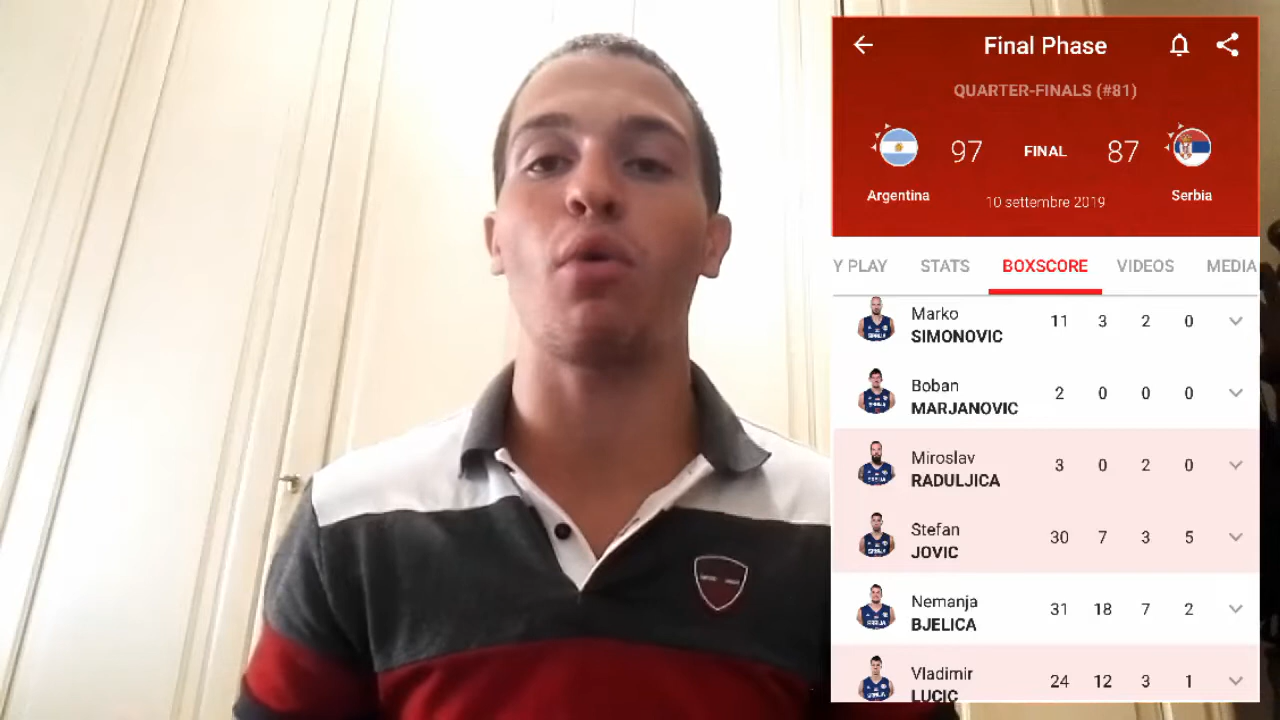 Final Phase
QUARTER-FINALS (#81)
97 FINAL 87
Argentina Serbia
10 settembre 2019
Y PLAY STATS BOXSCORE VIDEOS MEDIA
Marko
SIMONOVIC 11 3 2 0
Boban
MARJANOVIC 2 0 0 0
Miroslav
RADULJICA 3 0 2 0
Stefan
JOVIC 30 7 3 5
Nemanja
BJELICA 31 18 7 2
Vladimir
LUCIC 24 12 3 1